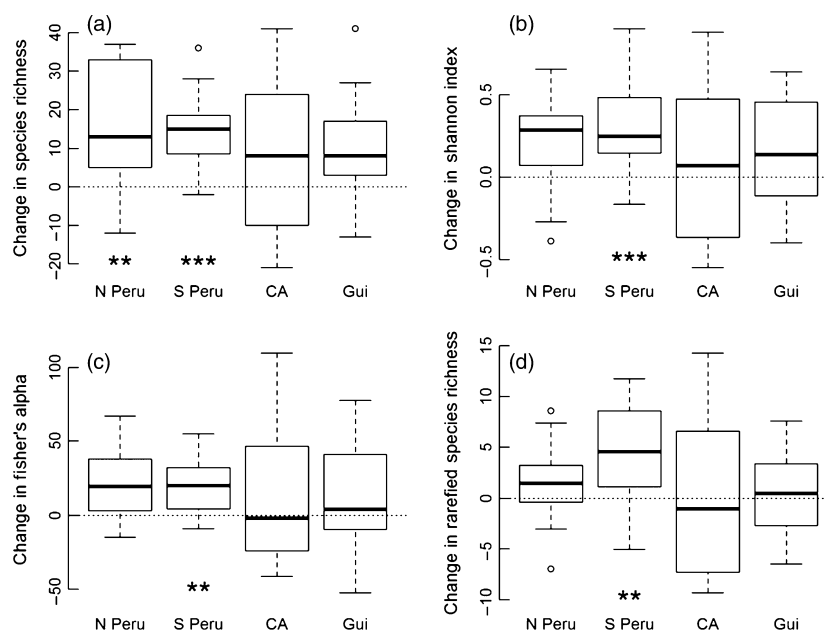 (a)
Change in species richness
40
30
20
10
0
−10
−20
** ***
N Peru S Peru CA Gui
(b)
Change in shannon index
0.5
0.0
−0.5
***
N Peru S Peru CA Gui
(c)
Change in fisher's alpha
100
50
0
−50
**
N Peru S Peru CA Gui
(d)
Change in rarefied species richness
15
10
5
0
−5
−10
**
N Peru S Peru CA Gui